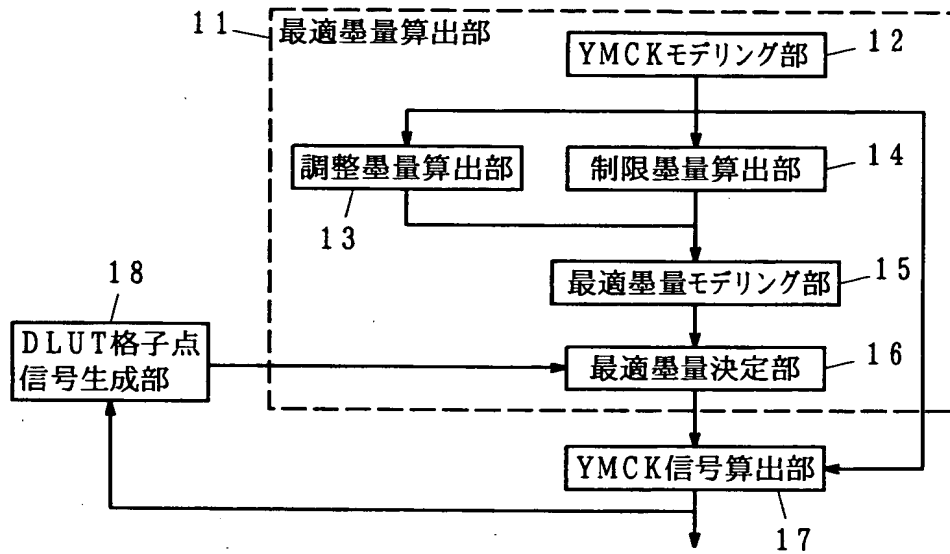 11
最適墨量算出部
YMCKモデリング部
12
調整墨量算出部
制限墨量算出部
14
13
最適墨量モデリング部
15
18
DLUT格子点
信号生成部
最適墨量決定部
16
YMCK信号算出部
17